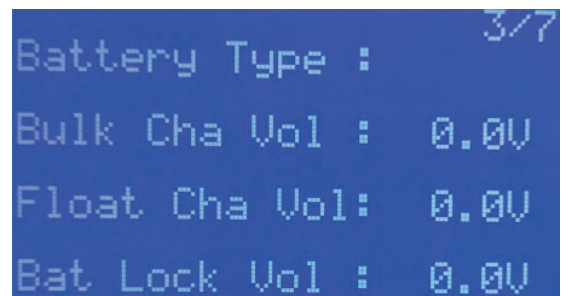 3/7
Battery Type :
Bulk Cha Vol : 0.0V
Float Cha Vol: 0.0V
Bat Lock Vol : 0.0V